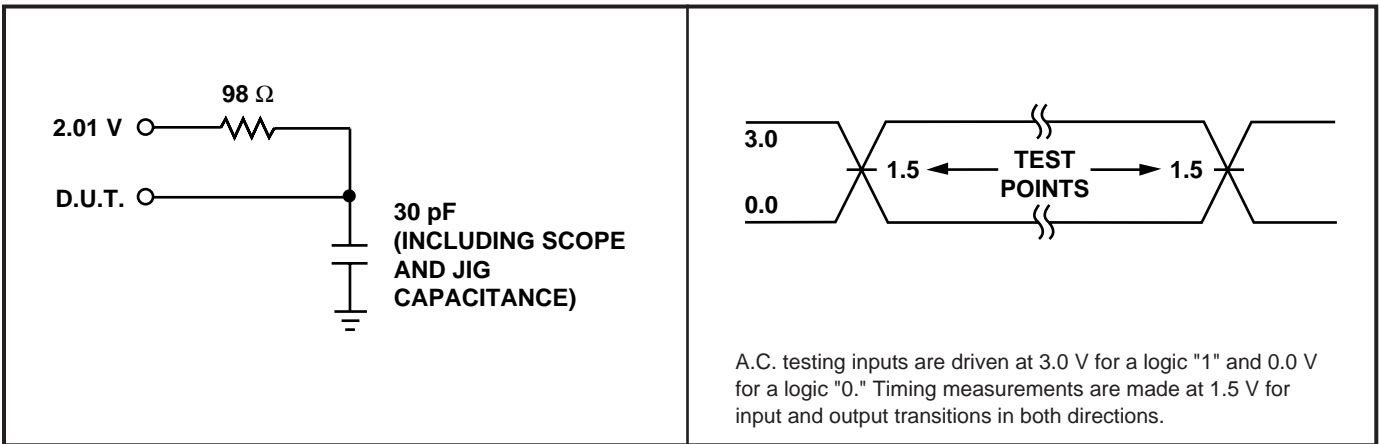 98 Ω
2.01 V
D.U.T.
30 pF
(INCLUDING SCOPE
AND JIG
CAPACITANCE)
3.0
0.0
1.5
TEST
POINTS
1.5
A.C. testing inputs are driven at 3.0 V for a logic "1" and 0.0 V
for a logic "0." Timing measurements are made at 1.5 V for
input and output transitions in both directions.